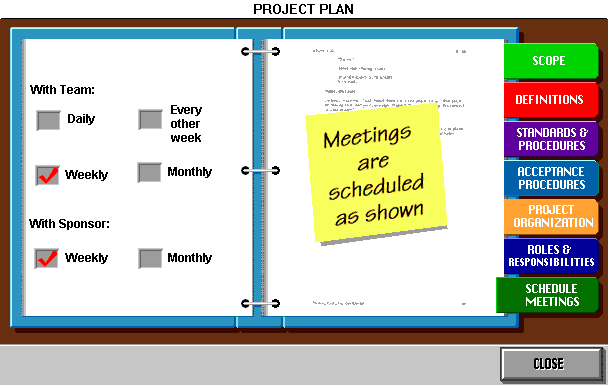 PROJECT PLAN
With Team:
Daily
Every
other
week
Weekly
Monthly
With Sponsor:
Weekly
Monthly
Meetings
are
scheduled
as shown
SCOPE
DEFINITIONS
STANDARDS &
PROCEDURES
ACCEPTANCE
PROCEDURES
PROJECT
ORGANIZATION
ROLES &
RESPONSIBILITIES
SCHEDULE
MEETINGS
CLOSE